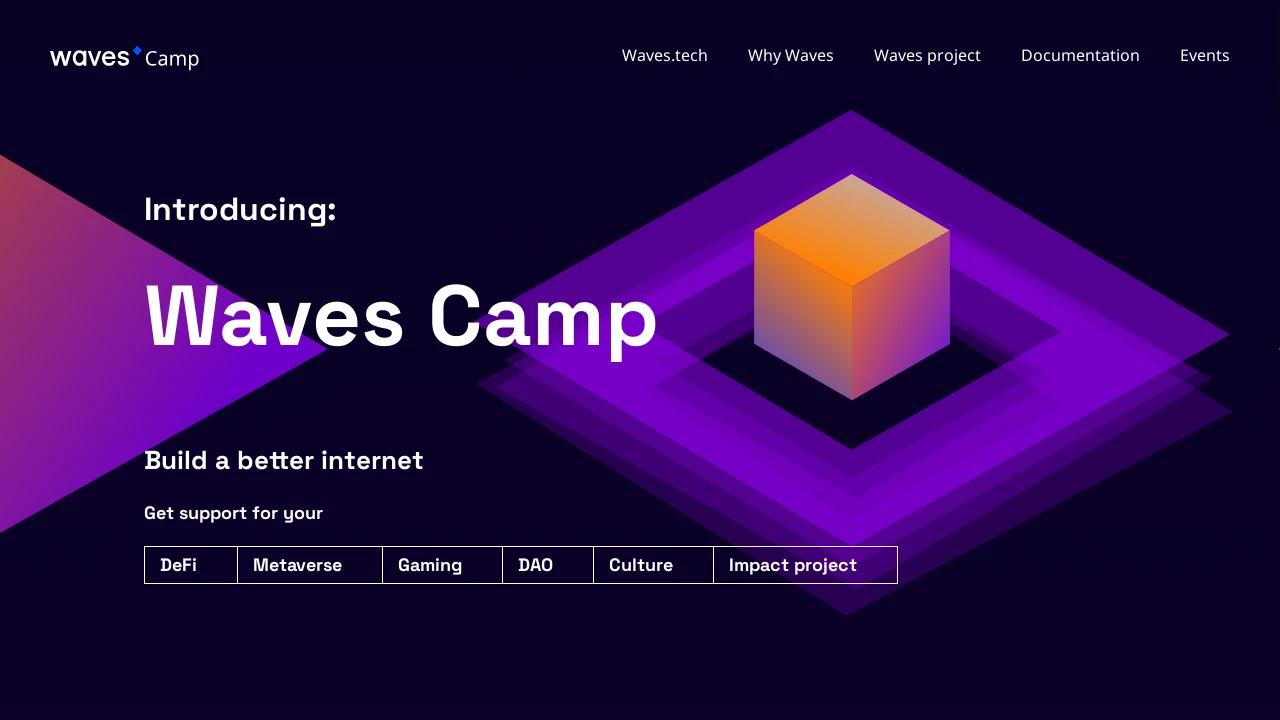 waves Camp
Waves.tech Why Waves Waves project Documentation Events
Introducing:
Waves Camp
Build a better internet
Get support for your
DeFi Metaverse Gaming DAO Culture Impact project